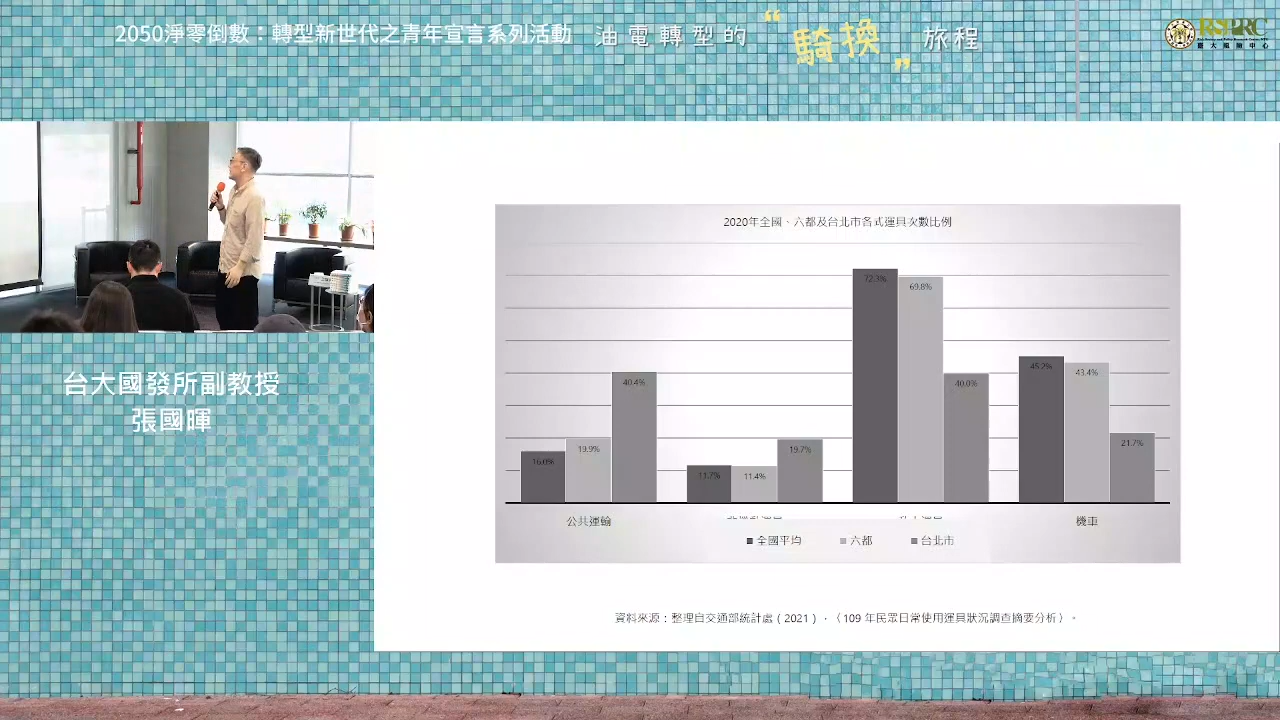 2050淨零倒數：轉型新世代之青年宣言系列活動
油電轉型的“騎換”旅程
RSPRC
臺大風險中心
台大國發所副教授
張國暉
2020年全國、六都及台北市各式運具次數比例
16.0% 19.9% 40.4%
11.7% 11.4% 19.7%
72.3% 69.8% 40.0%
45.2% 43.4% 21.7%
公共運輸
機車
全國平均 六都 台北市
資料來源：整理自交通部統計處（2021），〈109 年民眾日常使用運具狀況調查摘要分析〉。